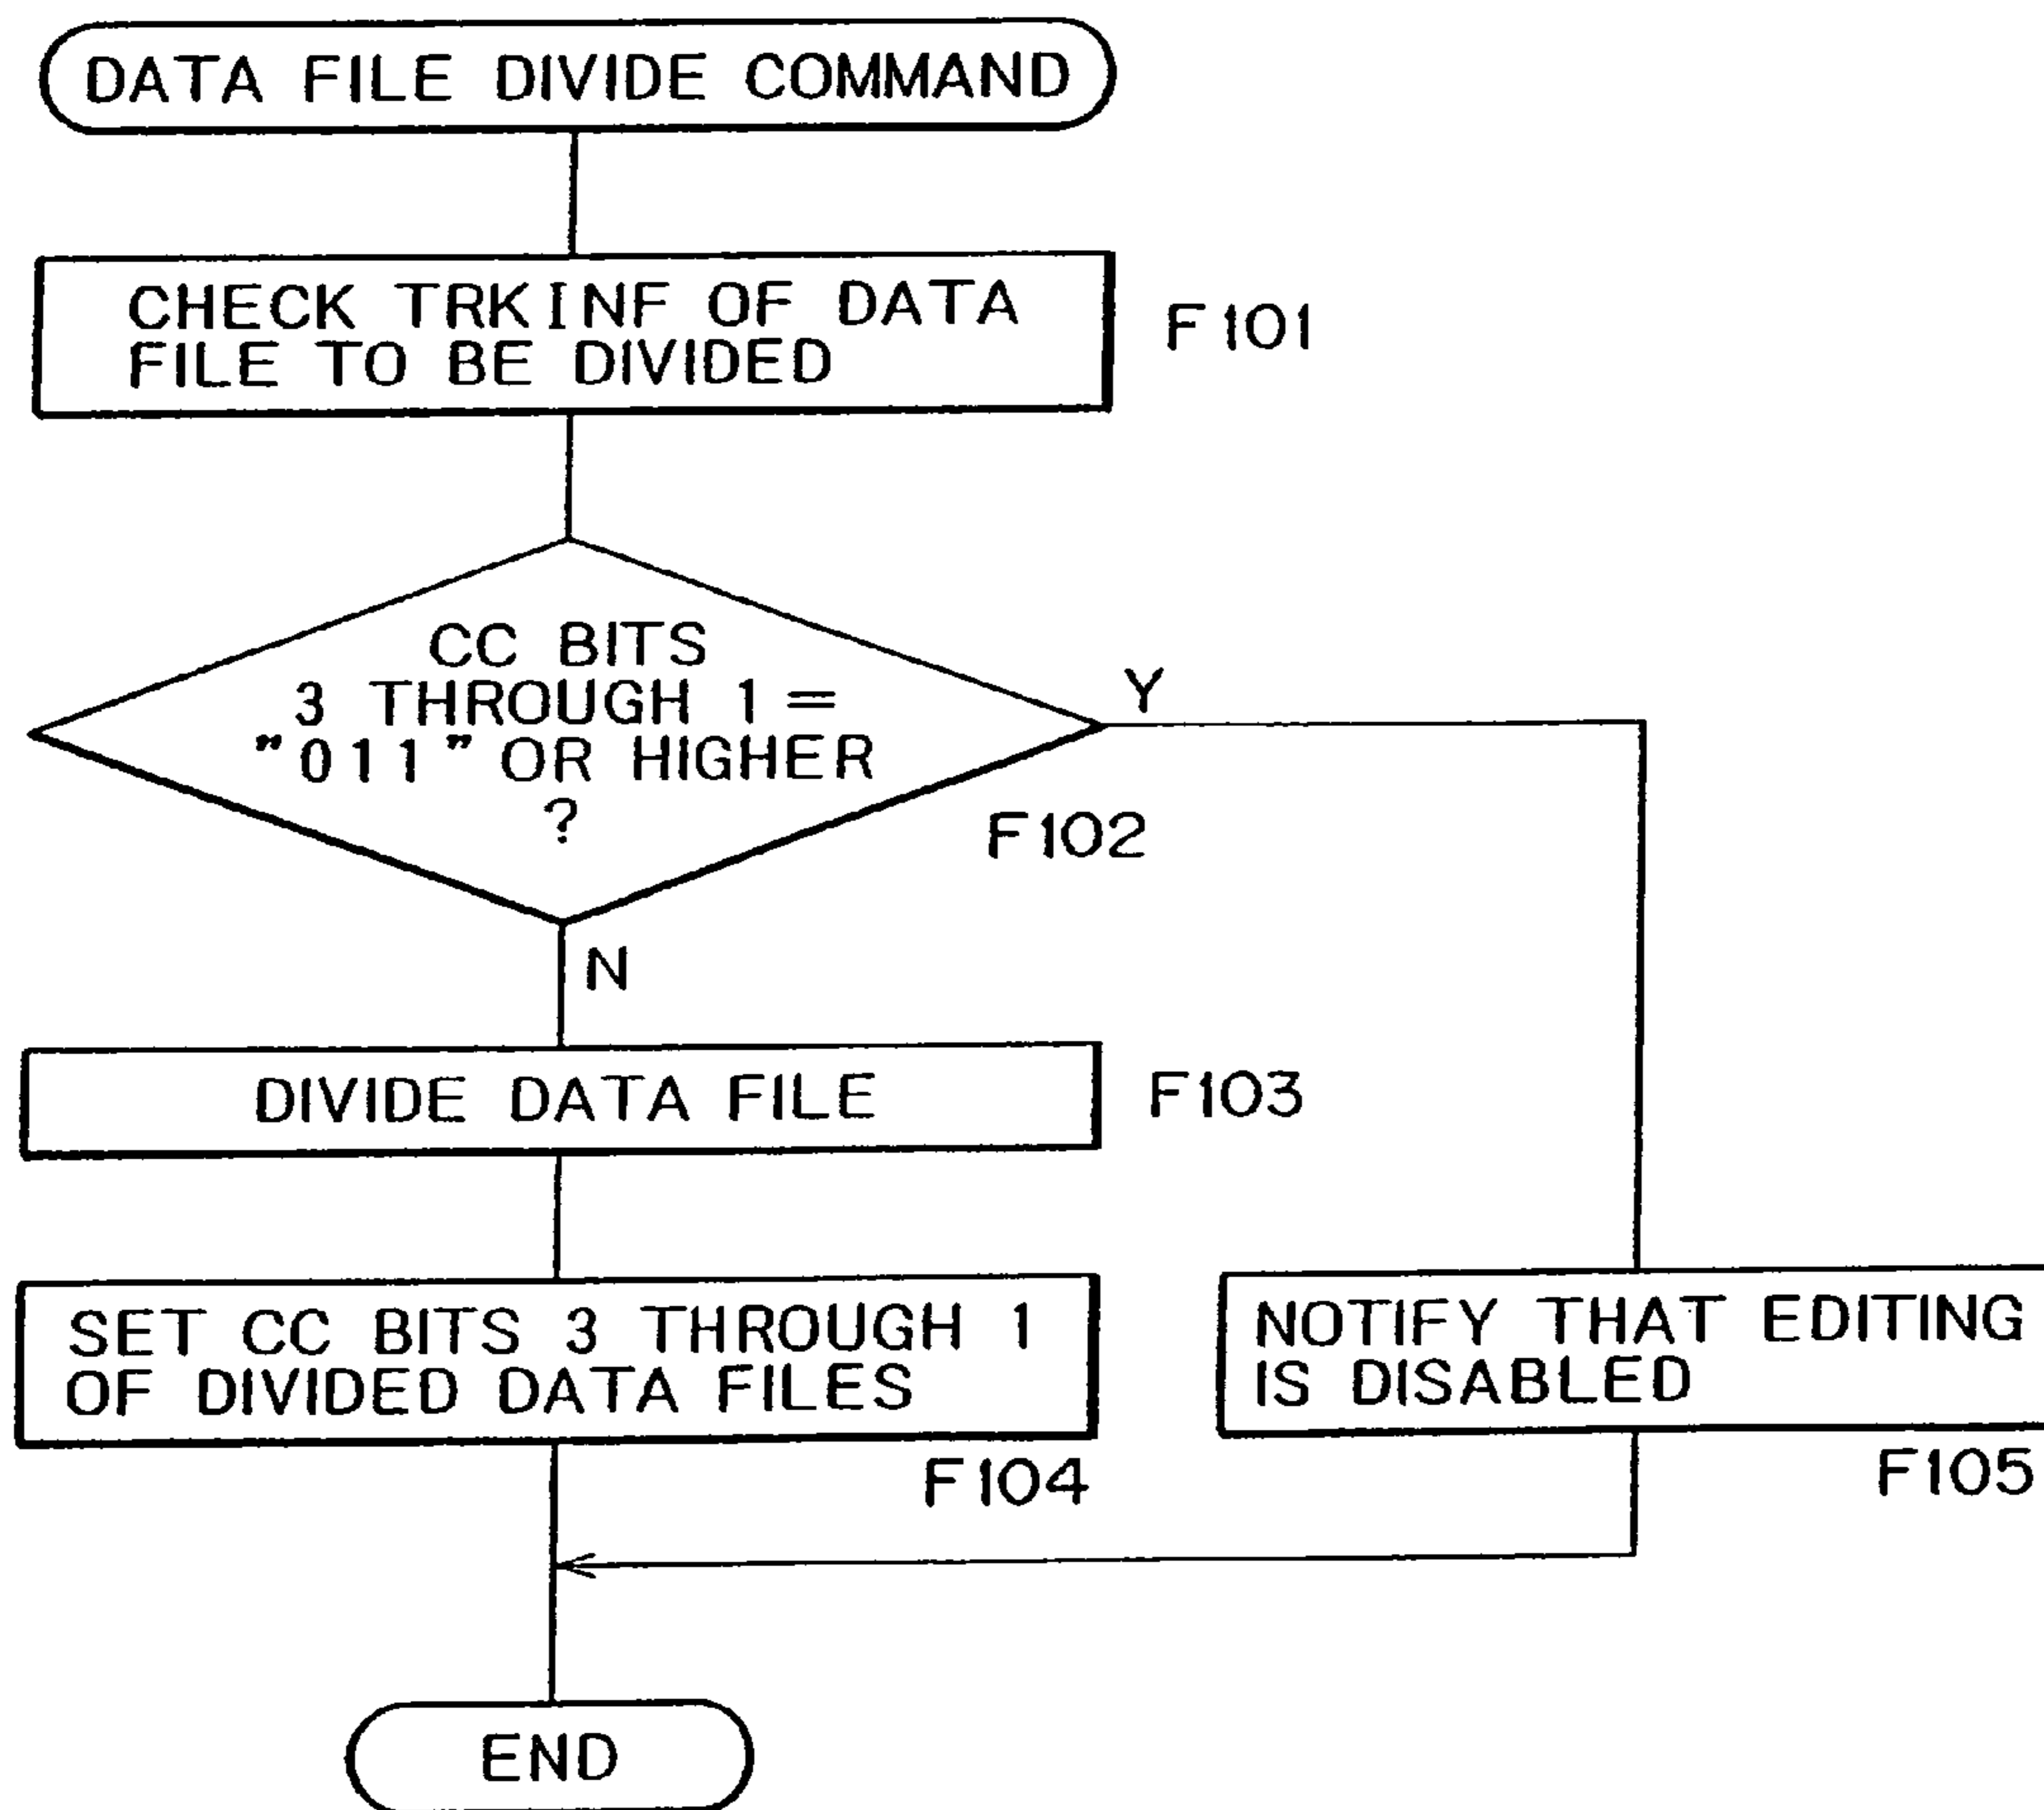 DATA FILE DIVIDE COMMAND
CHECK TRKINF OF DATA
FILE TO BE DIVIDED
F101
CC BITS
3 THROUGH 1 =
"011" OR HIGHER
?
Y
F102
N
DIVIDE DATA FILE
F103
SET CC BITS 3 THROUGH 1
OF DIVIDED DATA FILES
F104
NOTIFY THAT EDITING
IS DISABLED
F105
END